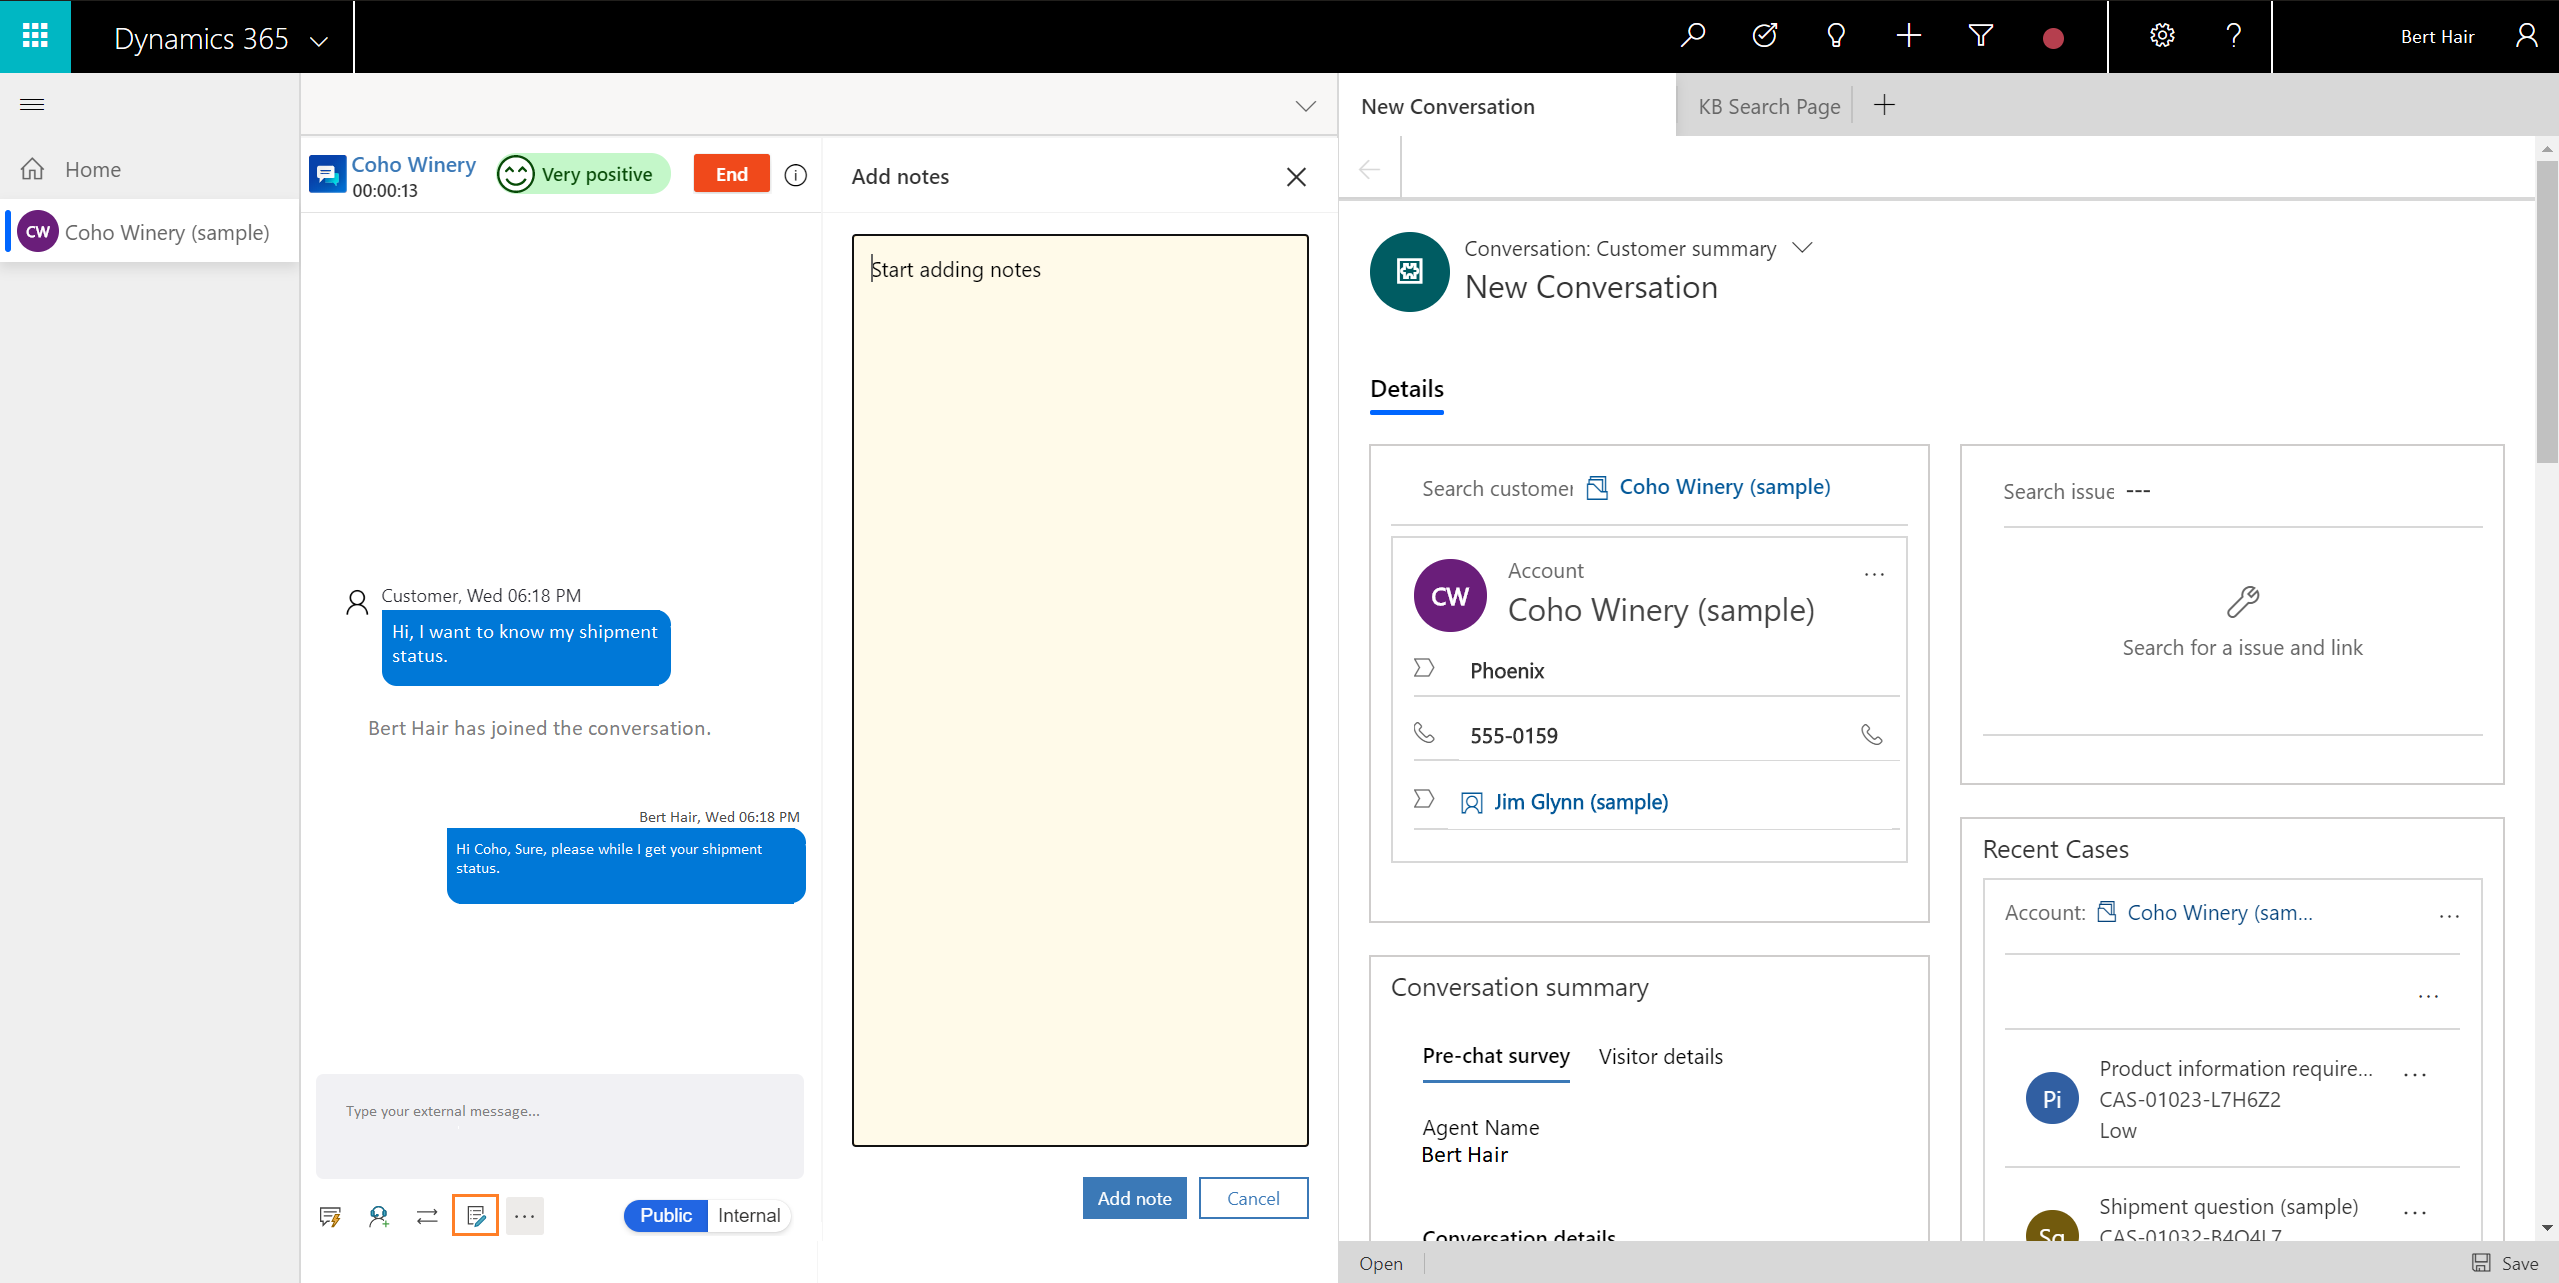 Dynamics 365
Bert Hair
Home
CW
Coho Winery (sample)
Coho Winery
00:00:13
Very positive
End
Customer, Wed 06:18 PM
Hi, I want to know my shipment
status.
Bert Hair has joined the conversation.
Bert Hair, Wed 06:18 PM
Hi Coho, Sure, please while I get your shipment
status.
Type your external message...
Public
Internal
Add notes
Start adding notes
Add note
Cancel
New Conversation
KB Search Page
Conversation: Customer summary
New Conversation
Details
Search customer
Coho Winery (sample)
CW
Account
Coho Winery (sample)
Phoenix
555-0159
Jim Glynn (sample)
Conversation summary
Pre-chat survey
Visitor details
Agent Name
Bert Hair
Conversation details
Search issue
---
Search for a issue and link
Recent Cases
Account:
Coho Winery (sam...
Pi
Product information require...
CAS-01023-L7H6Z2
Low
Sq
Shipment question (sample)
CAS-01032-B4Q4L7
Open
Save